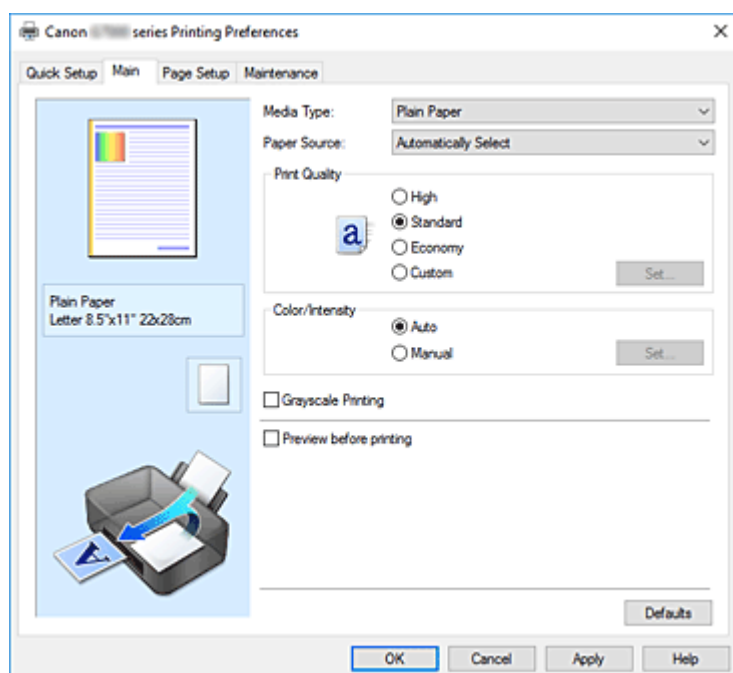 Canon series Printing Preferences
Quick Setup Main Page Setup Maintenance
Media Type: Plain Paper
Paper Source: Automatically Select
Print Quality
High
a
Standard
Economy
Custom Set...
Plain Paper
Letter 8.5"x11" 22x28cm
Color/Intensity
Auto
Manual Set...
Grayscale Printing
Preview before printing
A
Defaults
OK Cancel Apply Help